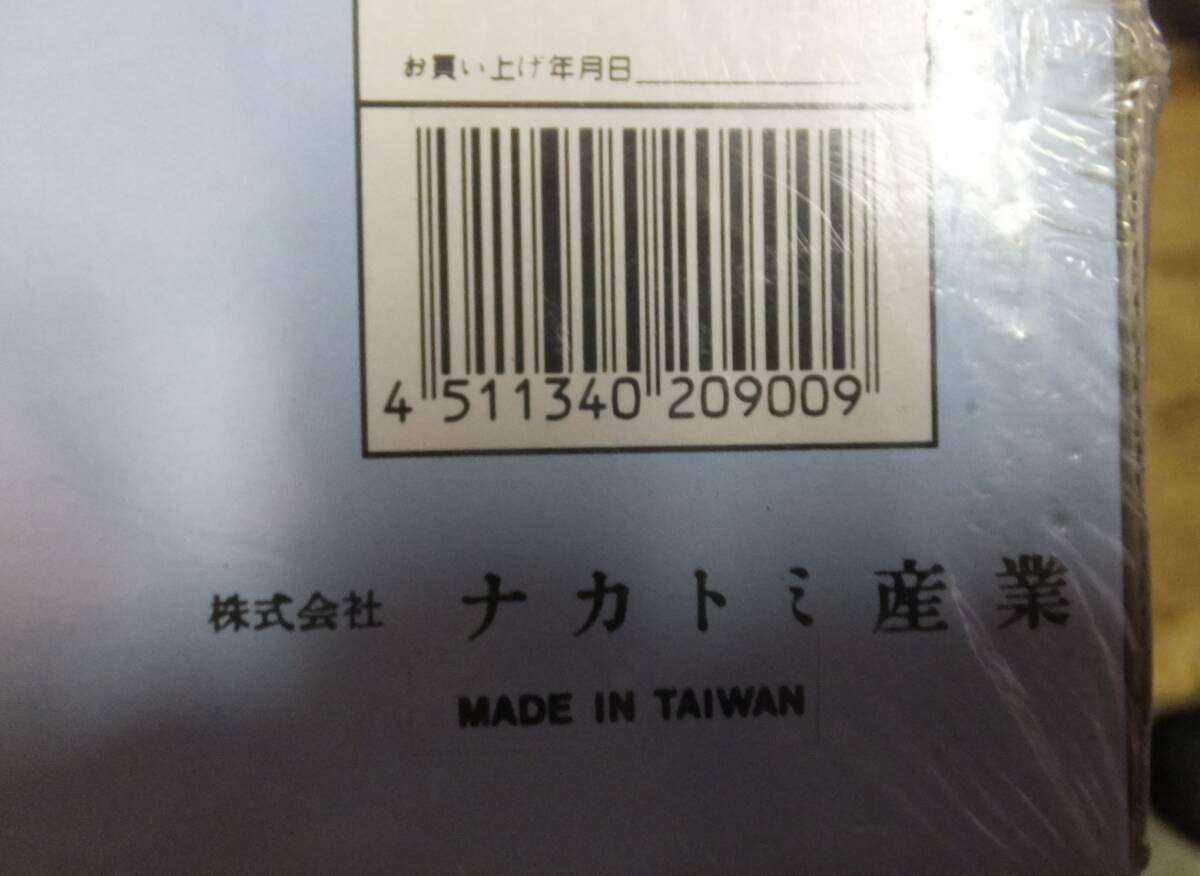 お買い上げ年月日
4 511340 209009
株式会社 ナカトミ産業
MADE IN TAIWAN